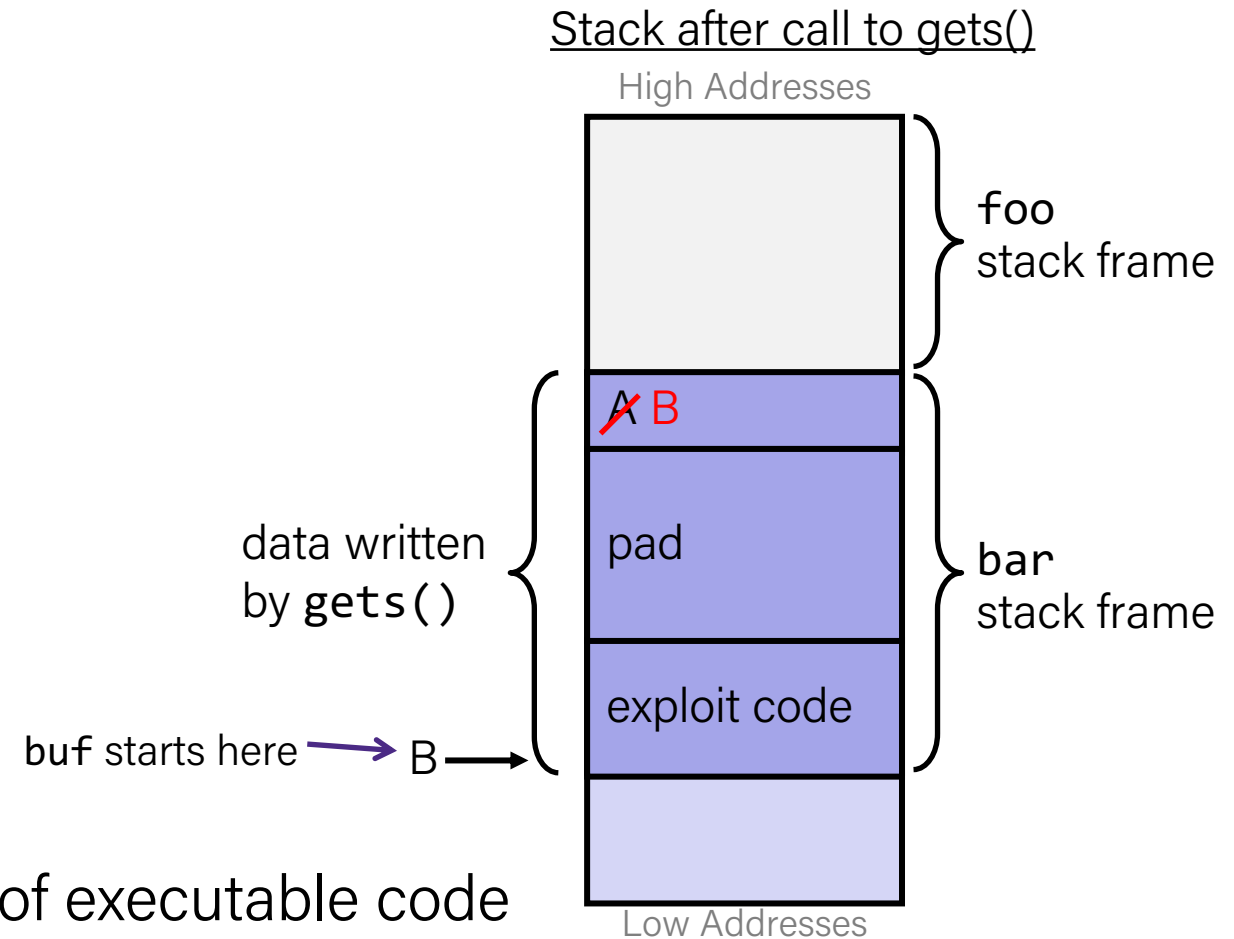 Stack after call to gets()
High Addresses
foo
stack frame
A B
data written
by gets()
pad
bar
stack frame
exploit code
buf starts here
B
of executable code
Low Addresses